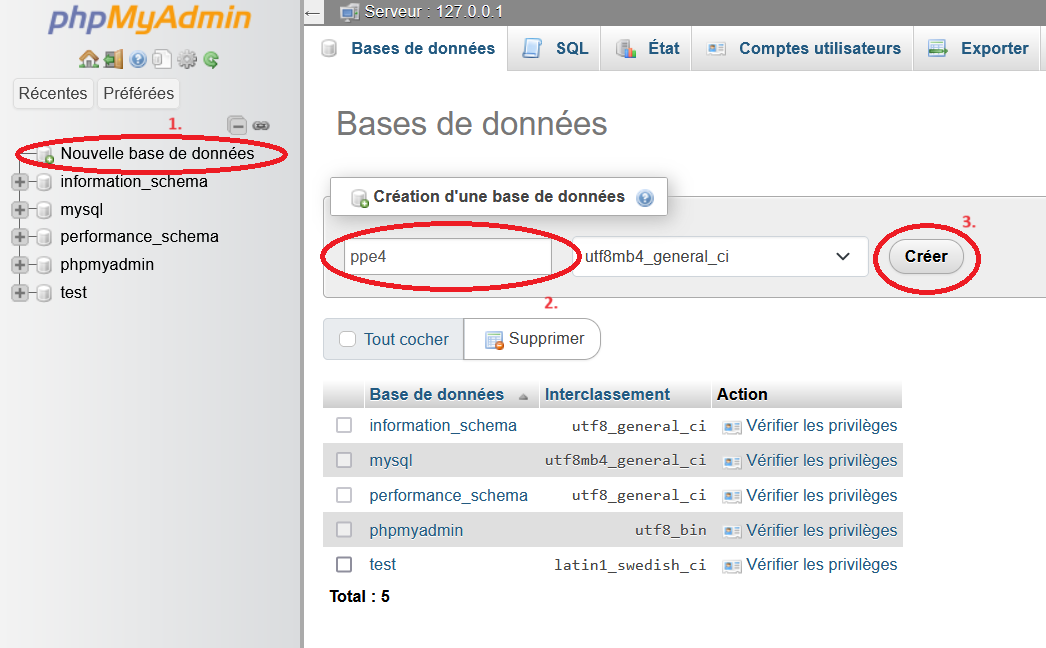 phpMyAdmin
Récentes Préférées
1.
Nouvelle base de données
information_schema
mysql
performance_schema
phpmyadmin
test
← Serveur : 127.0.0.1
Bases de données SQL État Comptes utilisateurs Exporter
Bases de données
Création d'une base de données
3.
ppe4 utf8mb4_general_ci Créer
2.
Tout cocher Supprimer
Base de données Interclassement Action
information_schema utf8_general_ci Vérifier les privilèges
mysql utf8mb4_general_ci Vérifier les privilèges
performance_schema utf8_general_ci Vérifier les privilèges
phpmyadmin utf8_bin Vérifier les privilèges
test latin1_swedish_ci Vérifier les privilèges
Total : 5